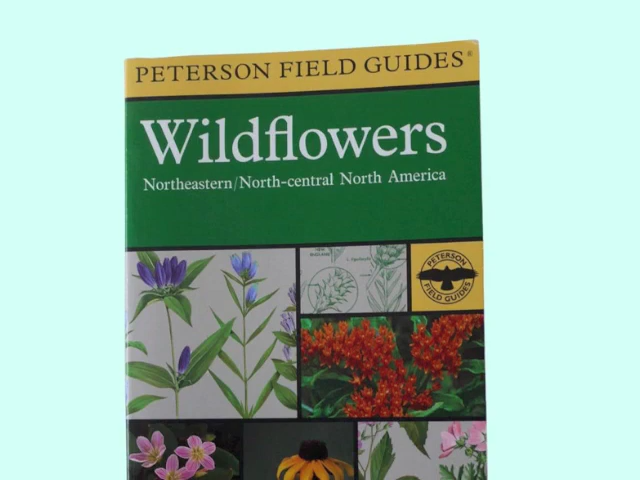 PETERSON FIELD GUIDES®
Wildflowers
Northeastern/North-central North America
PETERSON
FIELD GUIDES